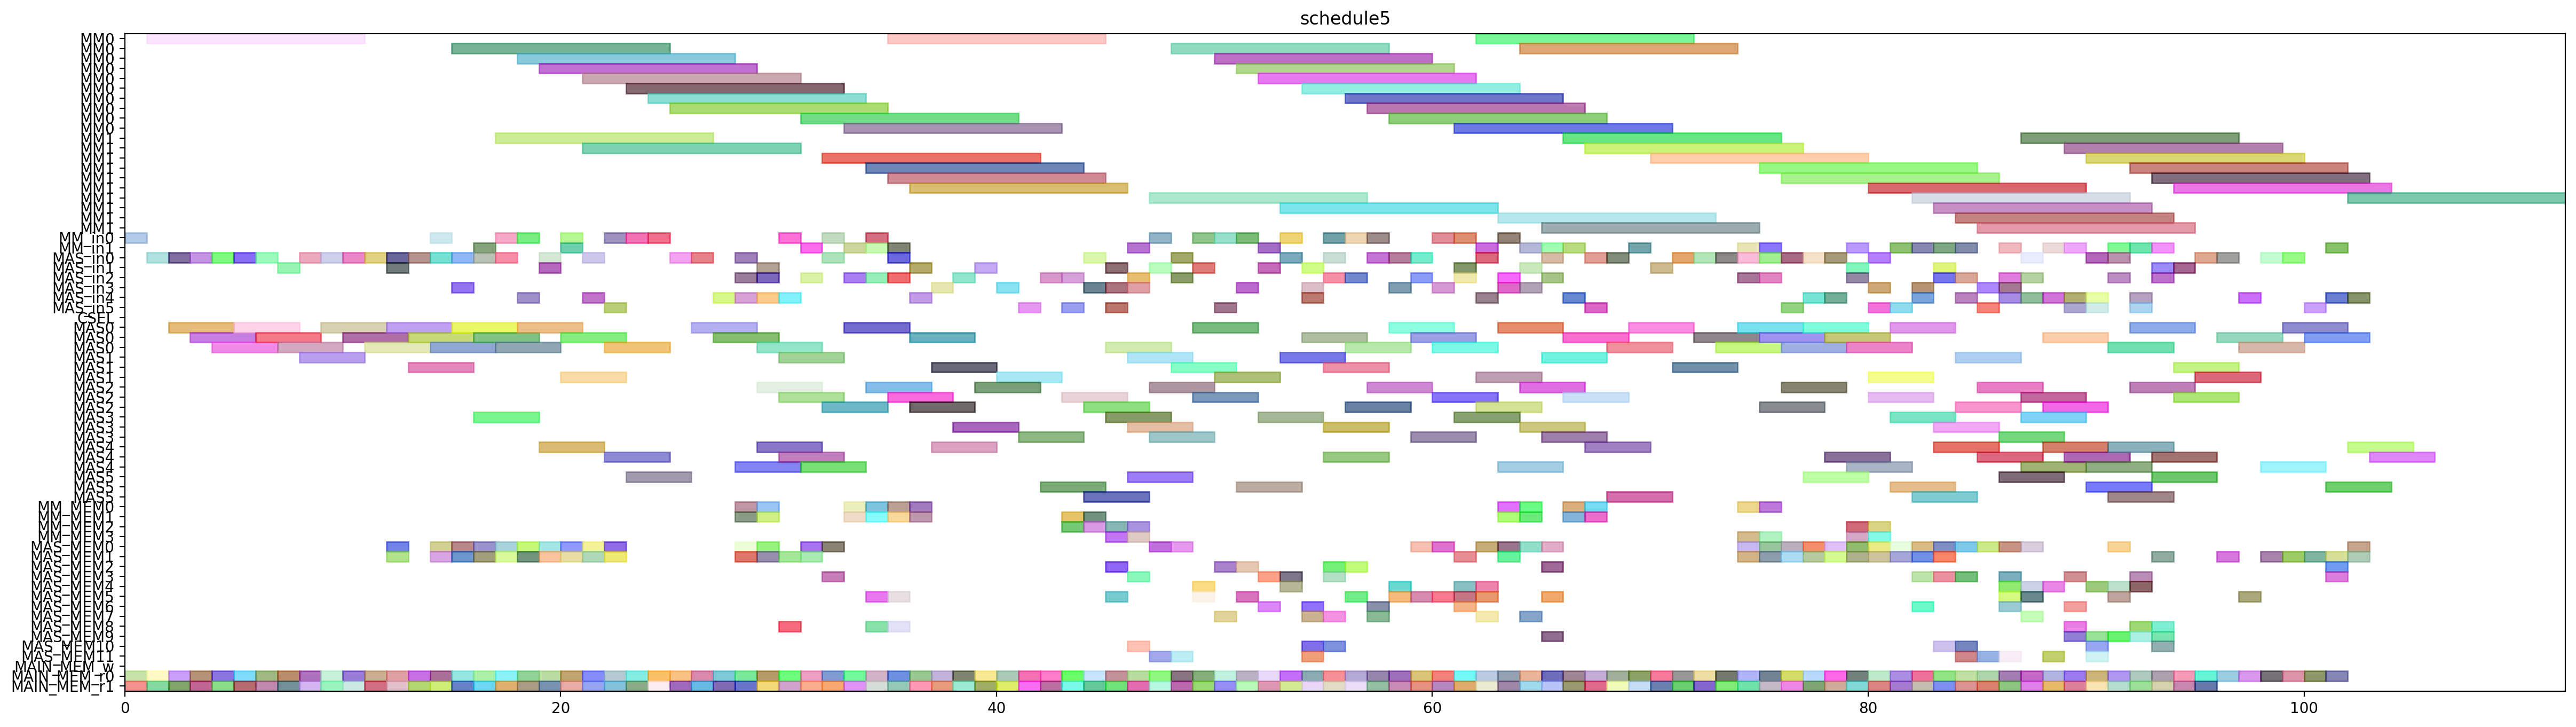 schedule5
MM0
MM0
MM0
MM0
MM0
MM0
MM0
MM0
MM0
MM0
MM1
MM1
MM1
MM1
MM1
MM1
MM1
MM1
MM1
MM1
MM_in0
MM_in1
MAS_in0
MAS_in1
MAS_in2
MAS_in3
MAS_in4
MAS_in5
CSEL
MAS0
MAS0
MAS0
MAS1
MAS1
MAS1
MAS2
MAS2
MAS2
MAS3
MAS3
MAS3
MAS4
MAS4
MAS4
MAS5
MAS5
MAS5
MM_MEM0
MM_MEM1
MM_MEM2
MM_MEM3
MAS_MEM0
MAS_MEM1
MAS_MEM2
MAS_MEM3
MAS_MEM4
MAS_MEM5
MAS_MEM6
MAS_MEM7
MAS_MEM8
MAS_MEM9
MAS_MEM10
MAS_MEM11
MAIN_MEM_w
MAIN_MEM_r0
MAIN_MEM_r1
0 20 40 60 80 100